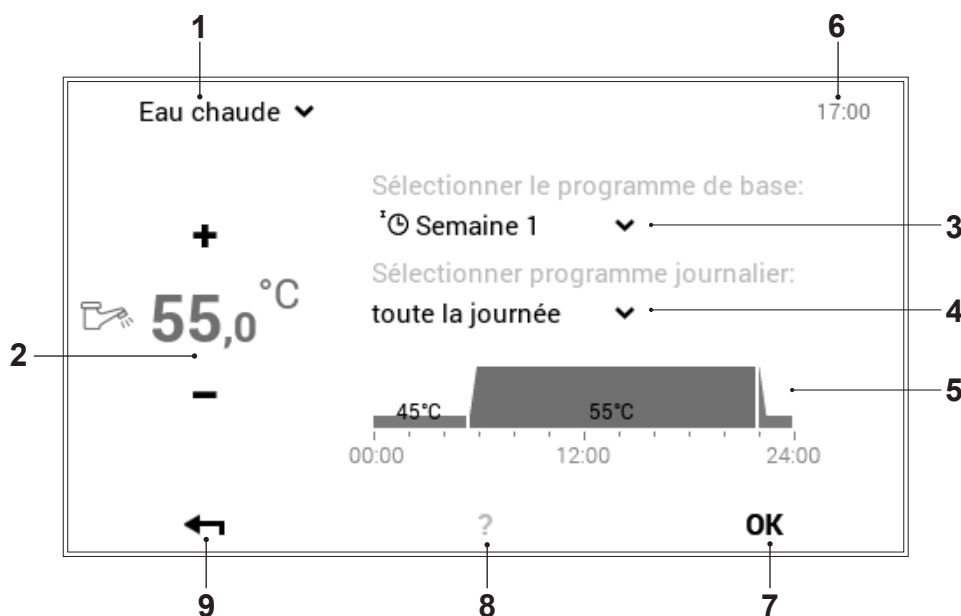 1 6
Eau chaude 17:00
Sélectionner le programme de base:
Semaine 1 3
Sélectionner programme journalier:
toute la journée 4
55,0 °C
2
45°C 55°C 5
00:00 12:00 24:00
? OK
9 8 7